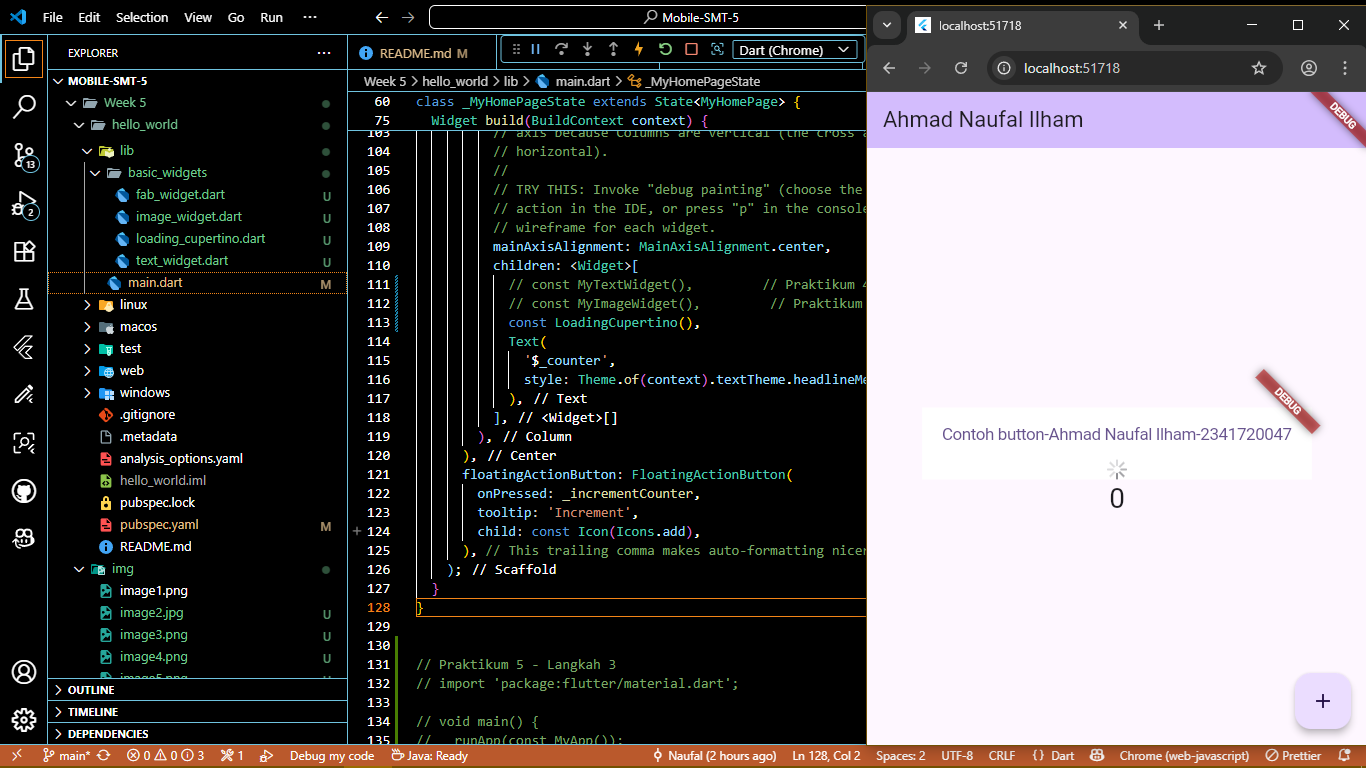 File Edit Selection View Go Run ···
Mobile-SMT-5
EXPLORER ···
MOBILE-SMT-5
Week 5
hello_world
lib
basic_widgets
fab_widget.dart U
image_widget.dart U
loading_cupertino.dart U
text_widget.dart U
main.dart M
linux
macos
test
web
windows
.gitignore
.metadata
analysis_options.yaml
hello_world.iml
pubspec.lock
pubspec.yaml M
README.md
img
image1.png
image2.jpg U
image3.png U
image4.png U
image5.png U
OUTLINE
TIMELINE
DEPENDENCIES
13
2
README.md M
Dart (Chrome)
Week 5 > hello_world > lib > main.dart > _MyHomePageState
60 class _MyHomePageState extends State<MyHomePage> {
75 Widget build(BuildContext context) {
103 // axis because Columns are vertical (the cross a
104 // horizontal).
105 //
106 // TRY THIS: Invoke "debug painting" (choose the
107 // action in the IDE, or press "p" in the console
108 // wireframe for each widget.
109 mainAxisAlignment: MainAxisAlignment.center,
110 children: <Widget>[
111 // const MyTextWidget(), // Praktikum 4
112 // const MyImageWidget(), // Praktikum
113 const LoadingCupertino(),
114 Text(
115 '$_counter',
116 style: Theme.of(context).textTheme.headlineMe
117 ), // Text
118 ], // <Widget>[]
119 ), // Column
120 ), // Center
121 floatingActionButton: FloatingActionButton(
122 onPressed: _incrementCounter,
123 tooltip: 'Increment',
124 child: const Icon(Icons.add),
125 ), // This trailing comma makes auto-formatting nicer
126 ); // Scaffold
127 }
128 }
129
130
131 // Praktikum 5 - Langkah 3
132 // import 'package:flutter/material.dart';
133
134 // void main() {
135 // runApp(const MyApp());
localhost:51718
localhost:51718
Ahmad Naufal Ilham
DEBUG
DEBUG
Contoh button-Ahmad Naufal Ilham-2341720047
0
+
main* 0 0 3 1 Debug my code Java: Ready Naufal (2 hours ago) Ln 128, Col 2 Spaces: 2 UTF-8 CRLF { } Dart Chrome (web-javascript) Prettier